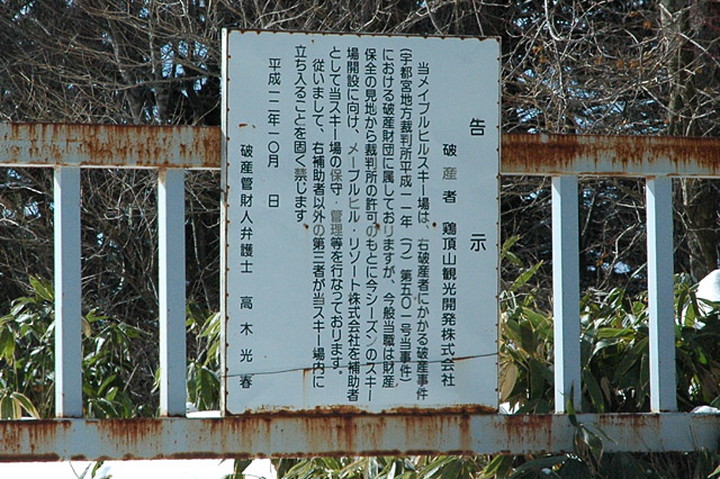 告示
破産者 鶏頂山観光開発株式会社
当メイプルヒルスキー場は、右破産者にかかる破産事件
(宇都宮地方裁判所平成一一年(フ)第五〇一号当事件)
における破産財団に属しておりますが、今般当職は財産
保全の見地から裁判所の許可のもとに今シーズンのスキー
場開設に向け、メープルヒル・リゾート株式会社を補助者
として当スキー場の保守・管理等を行なっております。
従いまして、右補助者以外の第三者が当スキー場内に
立ち入ることを固く禁じます
平成一二年一〇月 日
破産管財人弁護士 高木光春